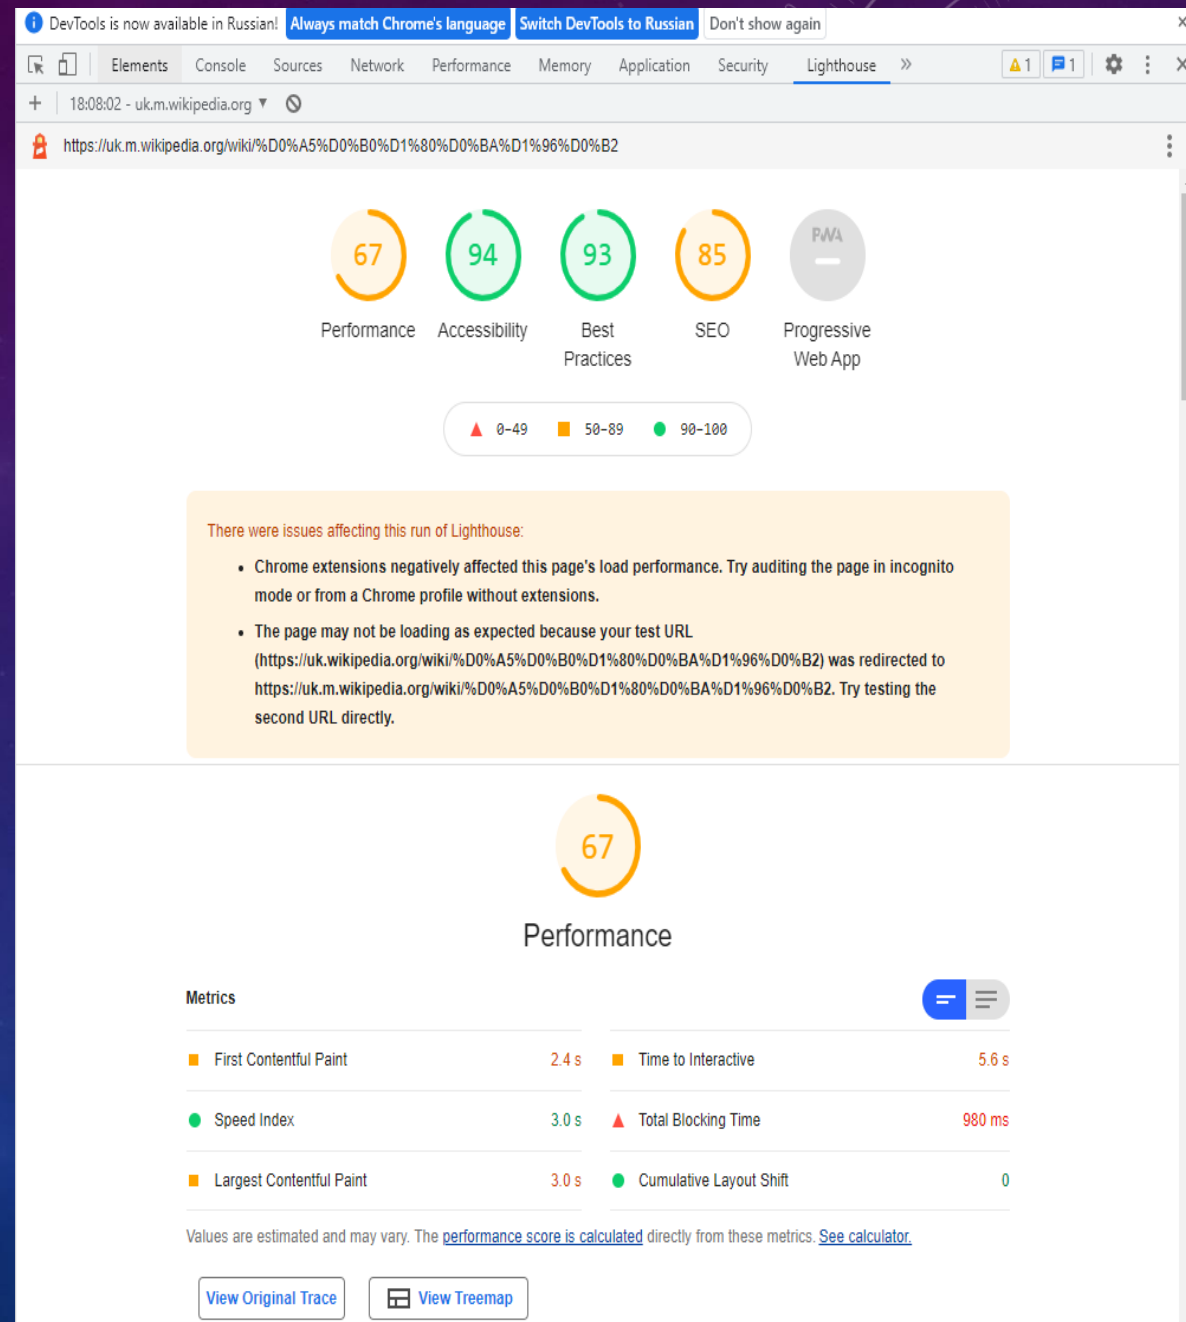 DevTools is now available in Russian! Always match Chrome's language Switch DevTools to Russian Don't show again
Elements Console Sources Network Performance Memory Application Security Lighthouse » 1 1
18:08:02 - uk.m.wikipedia.org
https://uk.m.wikipedia.org/wiki/%D0%A5%D0%B0%D1%80%D0%BA%D1%96%D0%B2
67 94 93 85 PWA
Performance Accessibility Best SEO Progressive
Practices Web App
0–49 50–89 90–100
There were issues affecting this run of Lighthouse:
• Chrome extensions negatively affected this page's load performance. Try auditing the page in incognito
mode or from a Chrome profile without extensions.
• The page may not be loading as expected because your test URL
(https://uk.wikipedia.org/wiki/%D0%A5%D0%B0%D1%80%D0%BA%D1%96%D0%B2) was redirected to
https://uk.m.wikipedia.org/wiki/%D0%A5%D0%B0%D1%80%D0%BA%D1%96%D0%B2. Try testing the
second URL directly.
67
Performance
Metrics
First Contentful Paint 2.4 s Time to Interactive 5.6 s
Speed Index 3.0 s Total Blocking Time 980 ms
Largest Contentful Paint 3.0 s Cumulative Layout Shift 0
Values are estimated and may vary. The performance score is calculated directly from these metrics. See calculator.
View Original Trace View Treemap